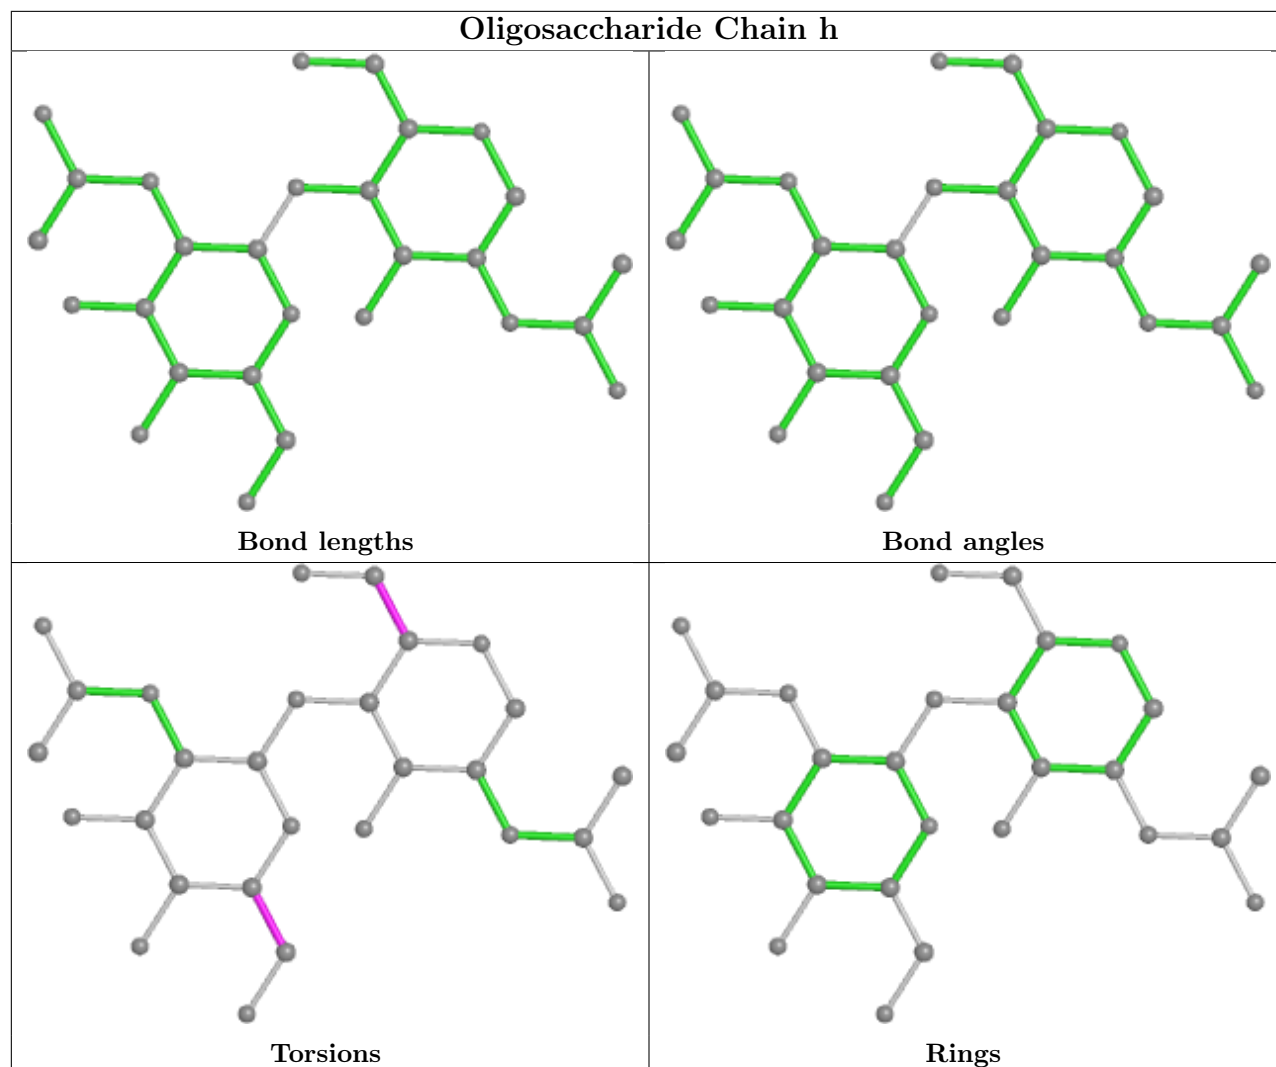 Oligosaccharide Chain h
Bond lengths
Bond angles
Torsions
Rings